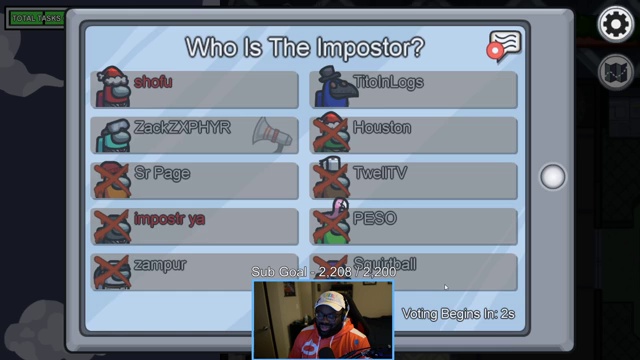 TOTAL TASKS
Who Is The Impostor?
shofu
TitoInLogs
ZackZXPHYR
Houston
Sr Page
TwellTV
impostr ya
PESO
zampur
Squidball
Sub Goal - 2,208 / 2,200
Voting Begins In: 2s